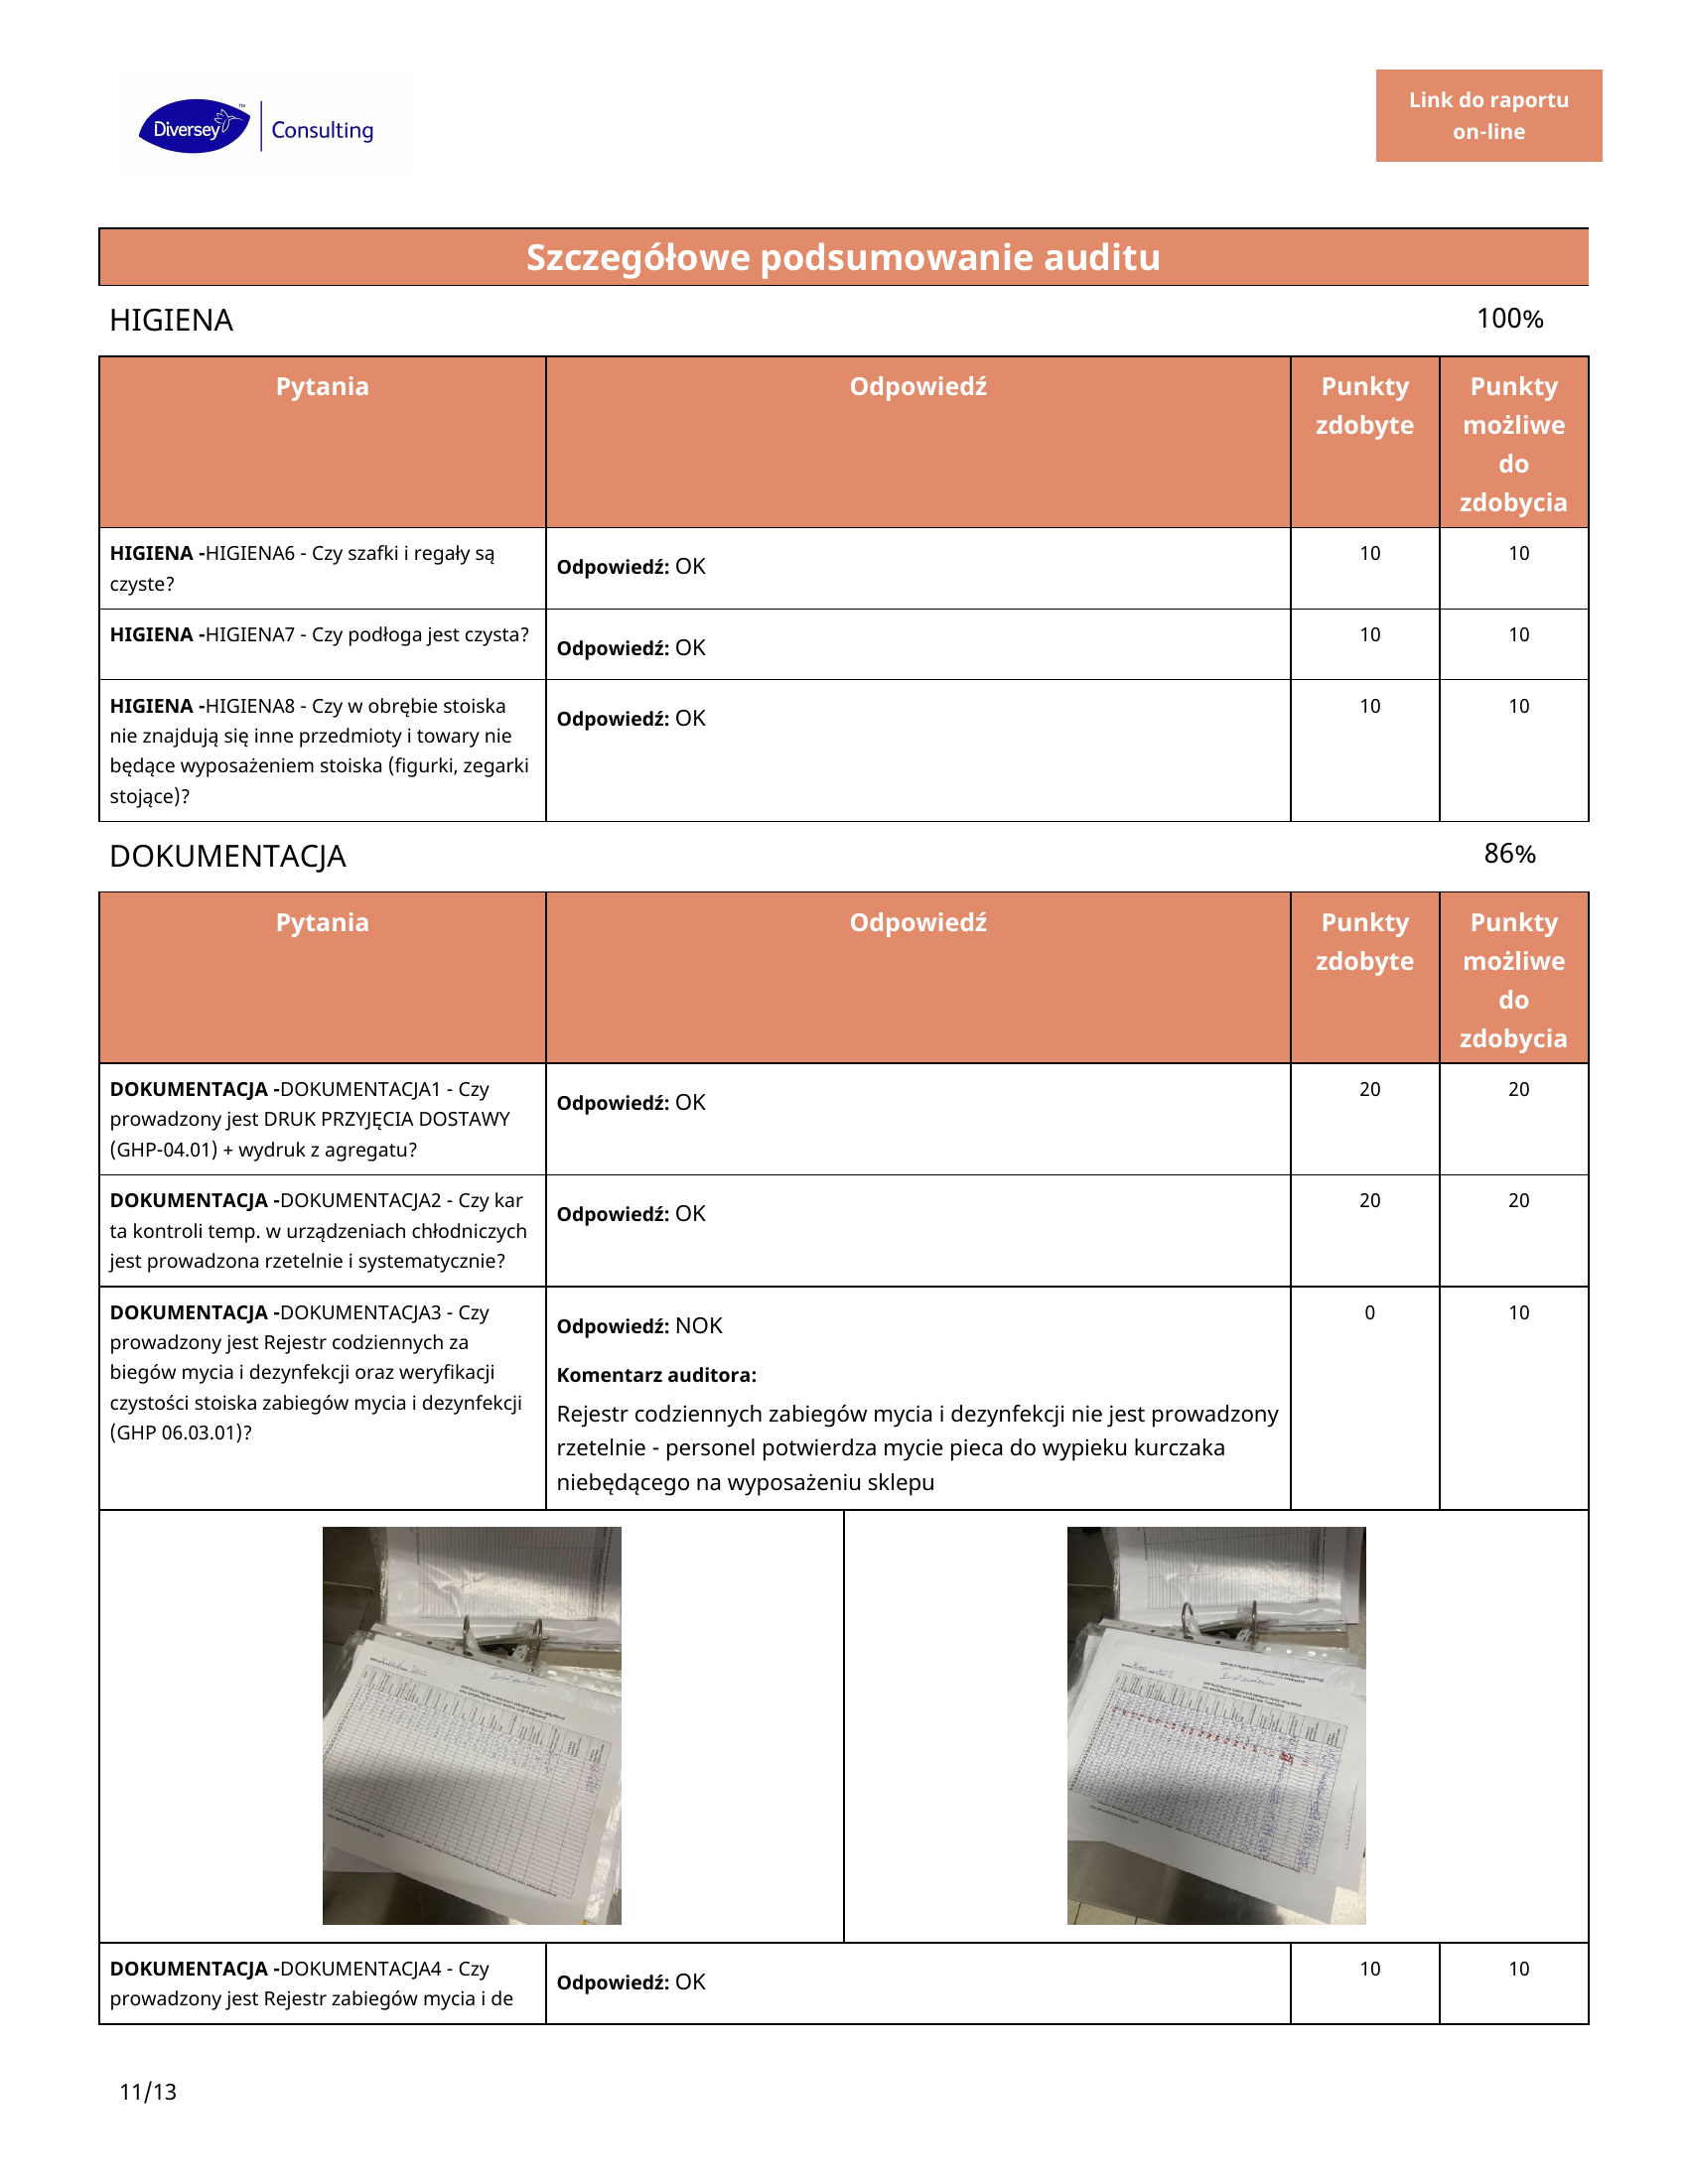 Diversey
™
Consulting
Link do raportu
on-line
Szczegółowe podsumowanie auditu
HIGIENA
100%
Pytania
Odpowiedź
Punkty
zdobyte
Punkty
możliwe
do
zdobycia
HIGIENA -HIGIENA6 - Czy szafki i regały są
czyste?
Odpowiedź: OK
10
10
HIGIENA -HIGIENA7 - Czy podłoga jest czysta?
Odpowiedź: OK
10
10
HIGIENA -HIGIENA8 - Czy w obrębie stoiska
nie znajdują się inne przedmioty i towary nie
będące wyposażeniem stoiska (figurki, zegarki
stojące)?
Odpowiedź: OK
10
10
DOKUMENTACJA
86%
Pytania
Odpowiedź
Punkty
zdobyte
Punkty
możliwe
do
zdobycia
DOKUMENTACJA -DOKUMENTACJA1 - Czy
prowadzony jest DRUK PRZYJĘCIA DOSTAWY
(GHP-04.01) + wydruk z agregatu?
Odpowiedź: OK
20
20
DOKUMENTACJA -DOKUMENTACJA2 - Czy kar
ta kontroli temp. w urządzeniach chłodniczych
jest prowadzona rzetelnie i systematycznie?
Odpowiedź: OK
20
20
DOKUMENTACJA -DOKUMENTACJA3 - Czy
prowadzony jest Rejestr codziennych za
biegów mycia i dezynfekcji oraz weryfikacji
czystości stoiska zabiegów mycia i dezynfekcji
(GHP 06.03.01)?
Odpowiedź: NOK
Komentarz auditora:
Rejestr codziennych zabiegów mycia i dezynfekcji nie jest prowadzony
rzetelnie - personel potwierdza mycie pieca do wypieku kurczaka
niebędącego na wyposażeniu sklepu
0
10
DOKUMENTACJA -DOKUMENTACJA4 - Czy
prowadzony jest Rejestr zabiegów mycia i de
Odpowiedź: OK
10
10
11/13